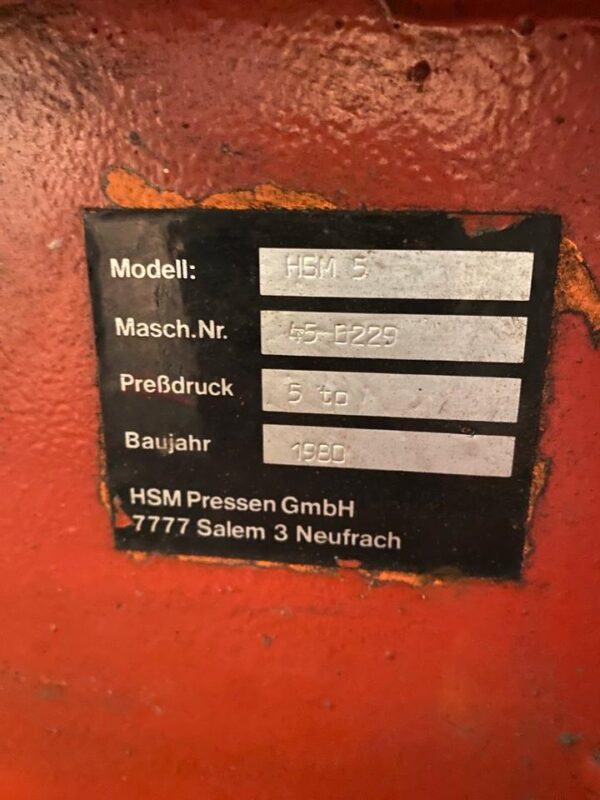 Modell: HSM 5
Masch.Nr. 45-0229
Preßdruck 5 to
Baujahr 1980
HSM Pressen GmbH
7777 Salem 3 Neufrach